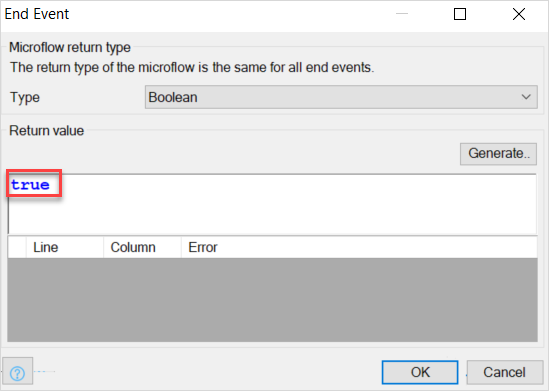 End Event
Microflow return type
The return type of the microflow is the same for all end events.
Type Boolean
Return value
Generate..
true
Line Column Error
? OK Cancel